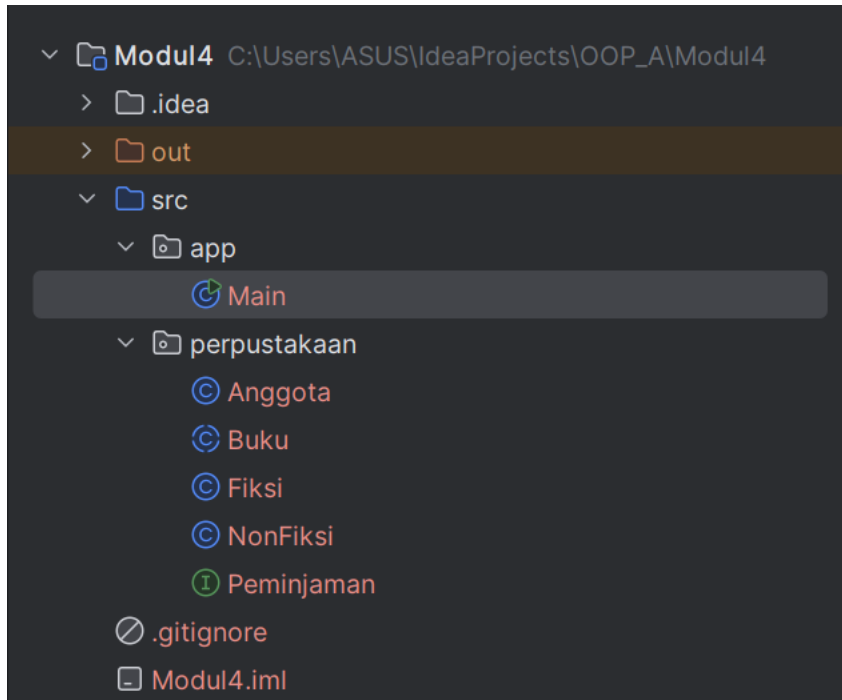 Modul4 C:\Users\ASUS\IdeaProjects\OOP_A\Modul4
.idea
out
src
app
Main
perpustakaan
Anggota
Buku
Fiksi
NonFiksi
Peminjaman
.gitignore
Modul4.iml